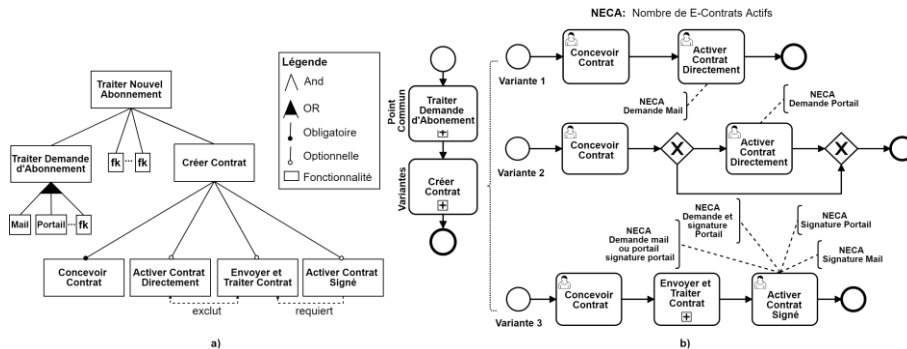 NECA: Nombre de E-Contrats Actifs
Traiter Nouvel
Abonnement
Légende
And
OR
Obligatoire
Optionnelle
Fonctionnalité
Traiter Demande
d'Abonnement
fk ... fk
Créer Contrat
Mail
Portail
... fk
Concevoir
Contrat
Activer Contrat
Directement
Envoyer et
Traiter Contrat
Activer Contrat
Signé
exclut
requiert
a)
Point
Commun
Traiter
Demande
d'Abonement
Variantes
Créer
Contrat
Variante 1
Concevoir
Contrat
Activer
Contrat
Directement
NECA
Demande Mail
NECA
Demande Portail
Variante 2
Concevoir
Contrat
X
Activer
Contrat
Directement
X
NECA
Demande mail
ou portail
signature portail
NECA
Demande et
signature
Portail
NECA
Signature Portail
NECA
Signature Mail
Variante 3
Concevoir
Contrat
Envoyer et
Traiter
Contrat
Activer
Contrat
Signé
b)